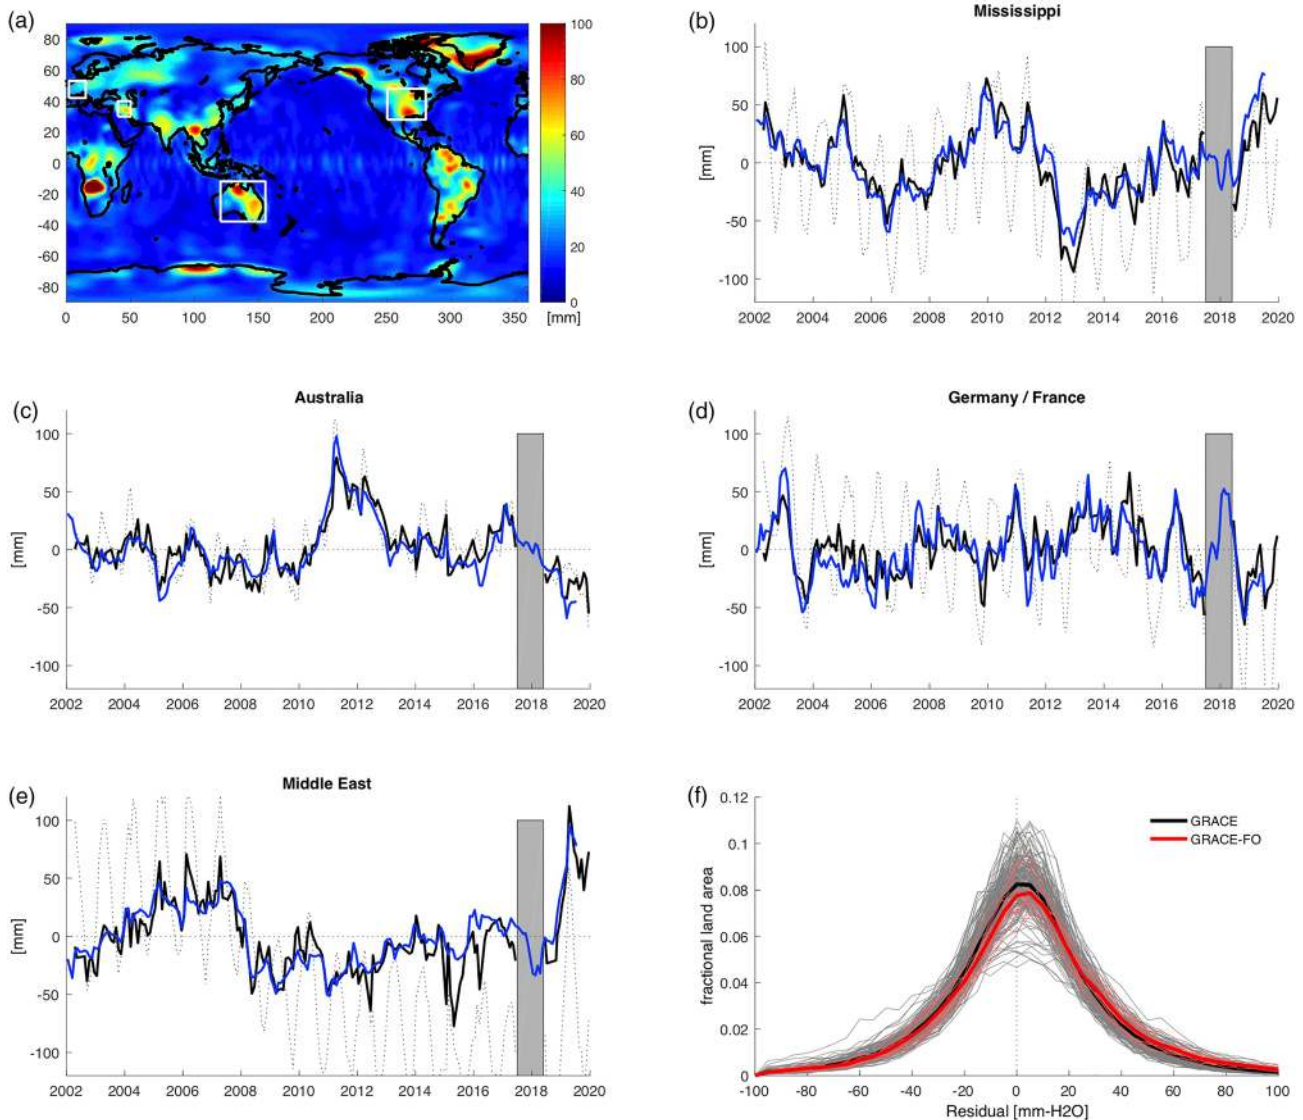 (a)
80
60
40
20
0
-20
-40
-60
-80
0 50 100 150 200 250 300 350 [mm]
100
80
60
40
20
0
(b) Mississippi
100
50
0
-50
-100
[mm]
2002 2004 2006 2008 2010 2012 2014 2016 2018 2020
(c) Australia
100
50
0
-50
-100
[mm]
2002 2004 2006 2008 2010 2012 2014 2016 2018 2020
(d) Germany / France
100
50
0
-50
-100
[mm]
2002 2004 2006 2008 2010 2012 2014 2016 2018 2020
(e) Middle East
100
50
0
-50
-100
[mm]
2002 2004 2006 2008 2010 2012 2014 2016 2018 2020
(f)
0.12
0.1
0.08
0.06
0.04
0.02
0
fractional land area
GRACE
GRACE-FO
-100 -80 -60 -40 -20 0 20 40 60 80 100
Residual [mm-H2O]